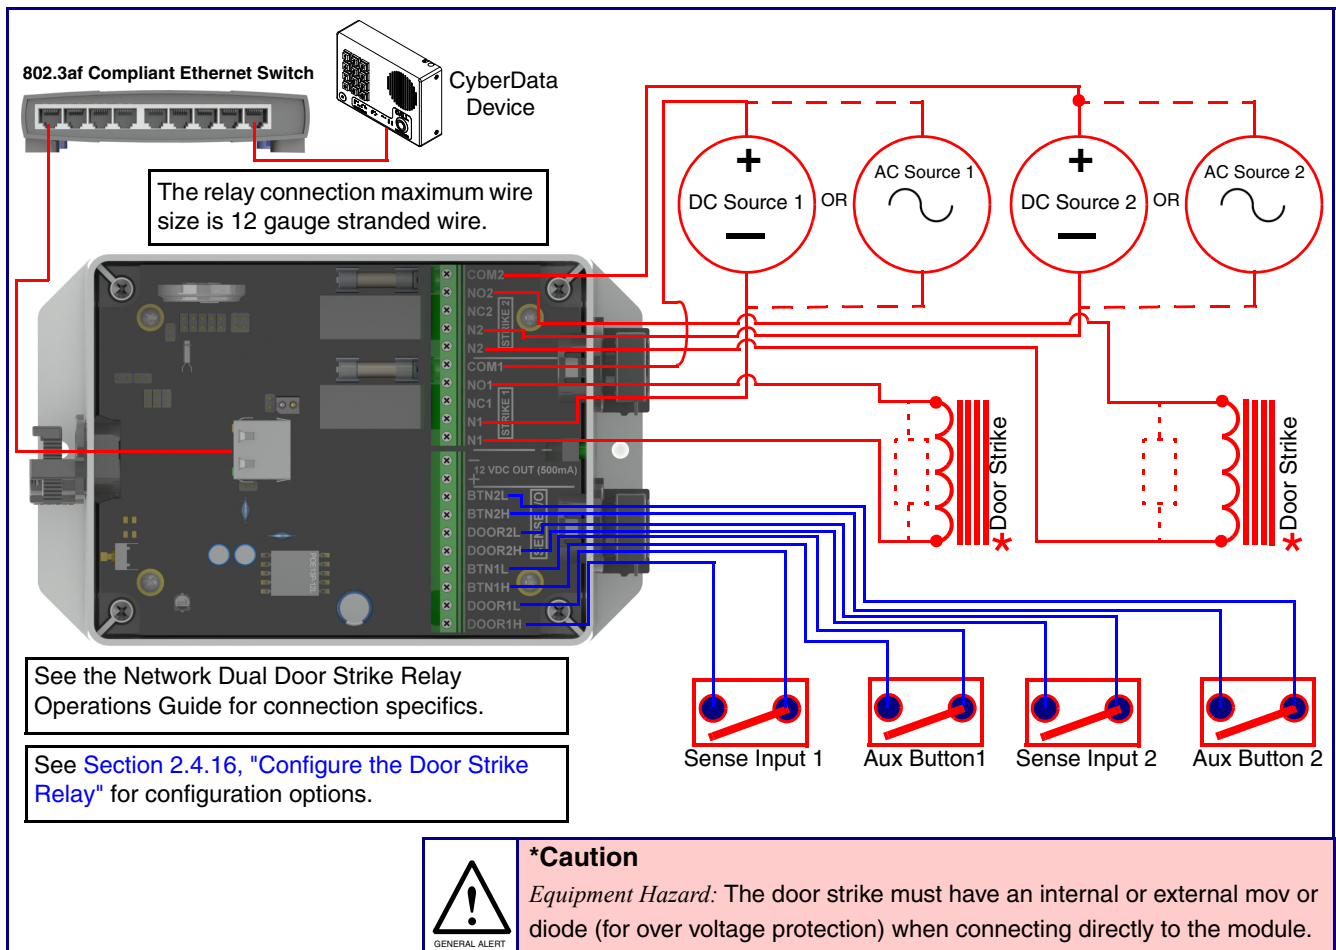 802.3af Compliant Ethernet Switch
CyberData
Device
The relay connection maximum wire
size is 12 gauge stranded wire.
+
DC Source 1
—
OR
AC Source 1
+
DC Source 2
—
OR
AC Source 2
COM2
NO2
NC2
N2
N2
STRIKE 2
COM1
NO1
NC1
N1
N1
STRIKE 1
–
+
12 VDC OUT (500mA)
BTN2L
BTN2H
DOOR2L
DOOR2H
BTN1L
BTN1H
DOOR1L
DOOR1H
*Door Strike
*Door Strike
Sense Input 1
Aux Button1
Sense Input 2
Aux Button 2
See the Network Dual Door Strike Relay
Operations Guide for connection specifics.
See Section 2.4.16, "Configure the Door Strike
Relay" for configuration options.
GENERAL ALERT
*Caution
Equipment Hazard: The door strike must have an internal or external mov or
diode (for over voltage protection) when connecting directly to the module.